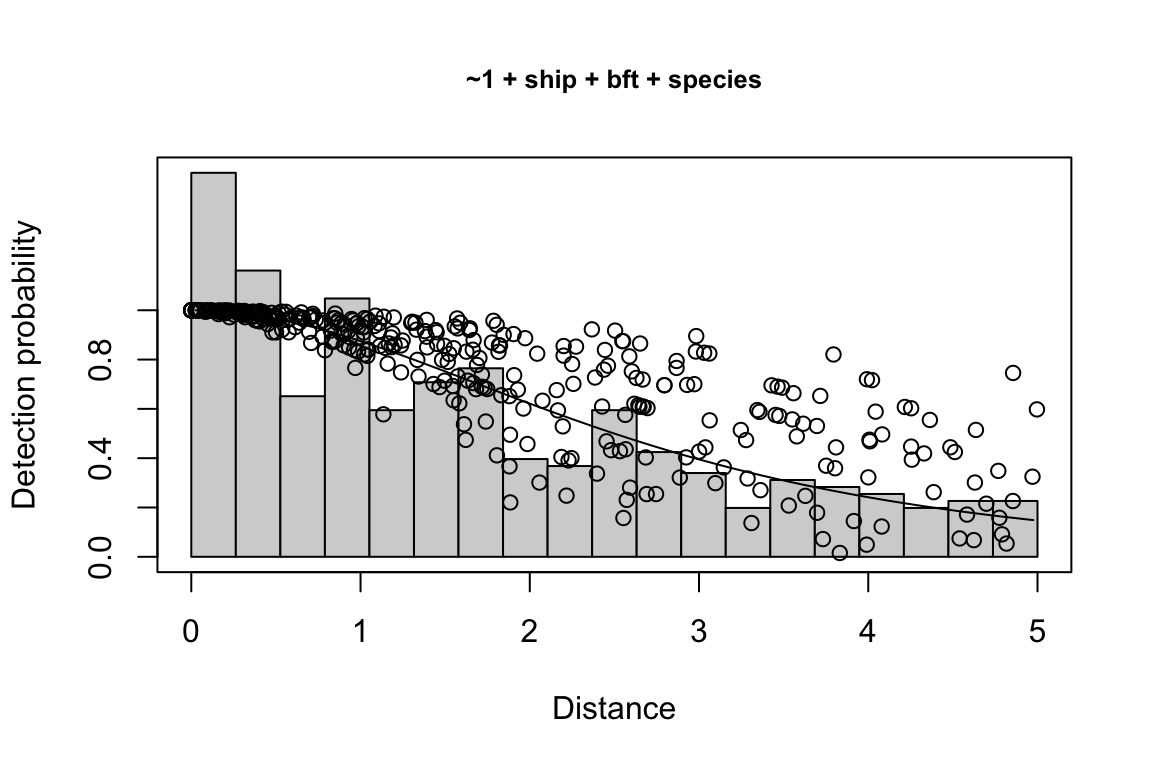 ~1 + ship + bft + species
Detection probability
0.8
0.4
0.0
0 1 2 3 4 5
Distance